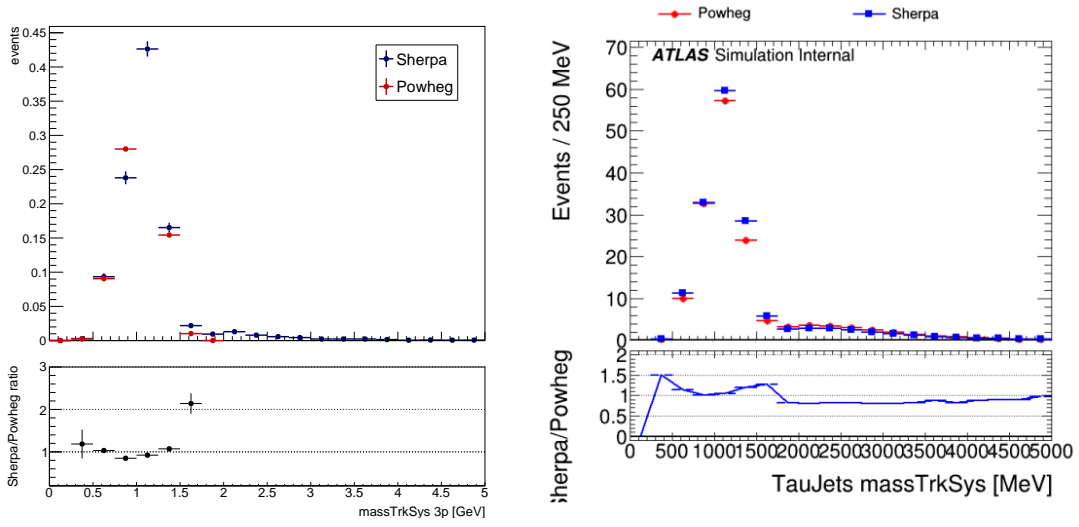 events
0.45
0.4
0.35
0.3
0.25
0.2
0.15
0.1
0.05
0
Sherpa
Powheg
Sherpa/Powheg ratio
3
2
1
0 0.5 1 1.5 2 2.5 3 3.5 4 4.5 5
massTrkSys 3p [GeV]
Powheg Sherpa
ATLAS Simulation Internal
Events / 250 MeV
70
60
50
40
30
20
10
0
Sherpa/Powheg
2
1.5
1
0.5
0
0 500 1000 1500 2000 2500 3000 3500 4000 4500 5000
TauJets massTrkSys [MeV]